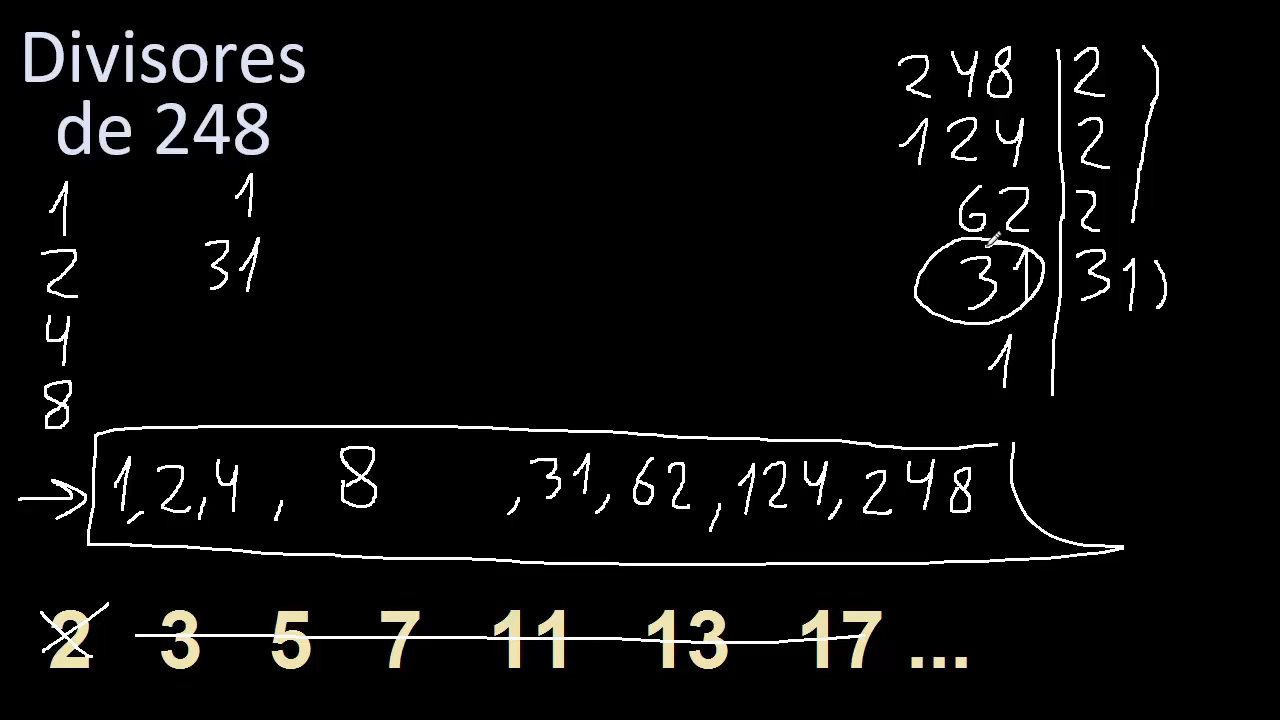 Divisores
de 248
1 1
2 31
4
8
248 2 )
124 2
62 2
31 31 )
1
1, 2, 4, 8 , 31, 62, 124, 248
2 3 5 7 11 13 17 ...